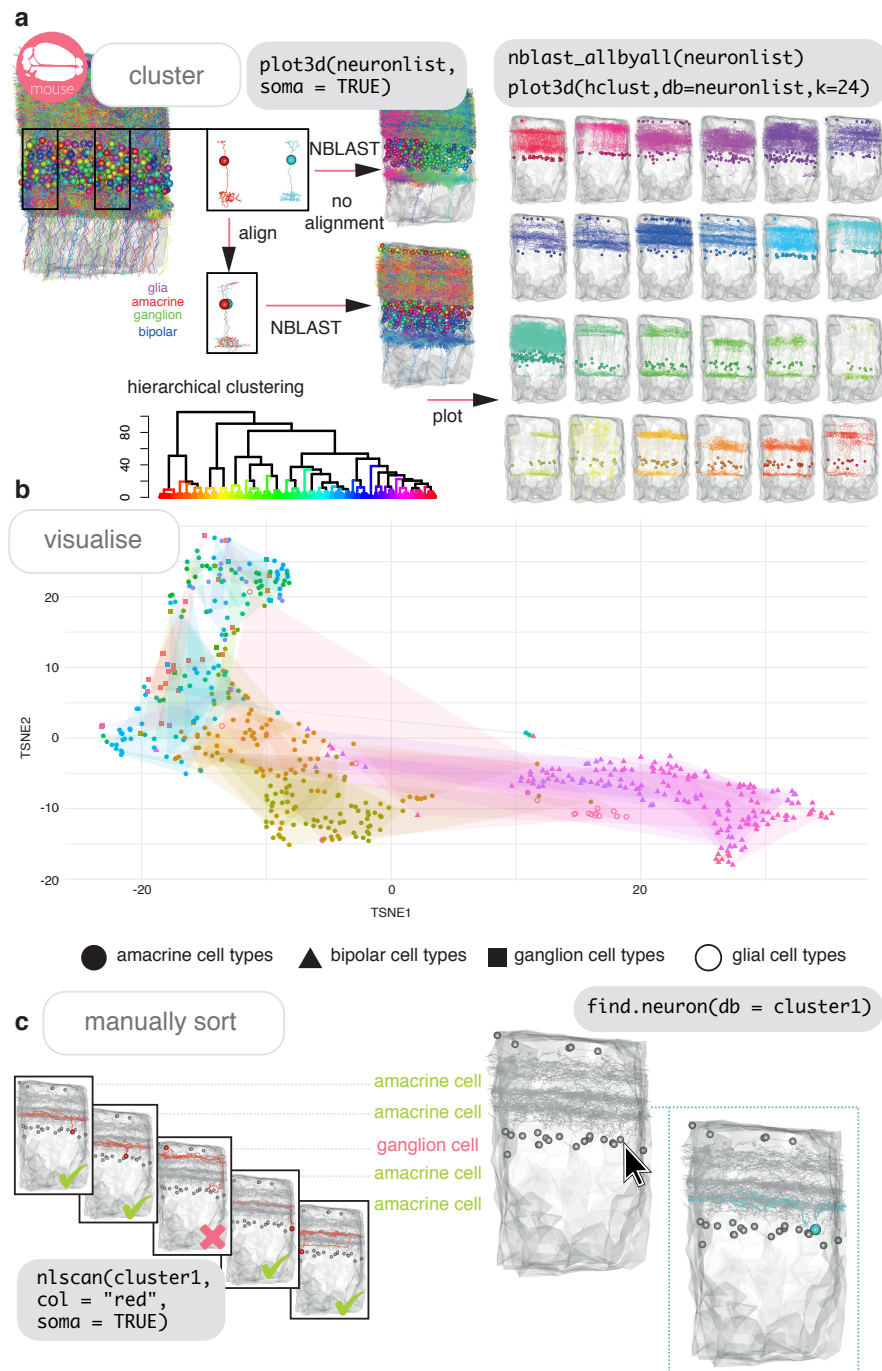 a
mouse
cluster
plot3d(neuronlist,
soma = TRUE)
nblast_allbyall(neuronlist)
plot3d(hclust,db=neuronlist,k=24)
NBLAST
no
alignment
align
glia
amacrine
ganglion
bipolar
NBLAST
hierarchical clustering
plot
80
40
0
b
visualise
20
10
0
-10
-20
TSNE2
-20
0
20
TSNE1
amacrine cell types
bipolar cell types
ganglion cell types
glial cell types
c
manually sort
find.neuron(db = cluster1)
amacrine cell
amacrine cell
ganglion cell
amacrine cell
amacrine cell
nlscan(cluster1,
col = "red",
soma = TRUE)